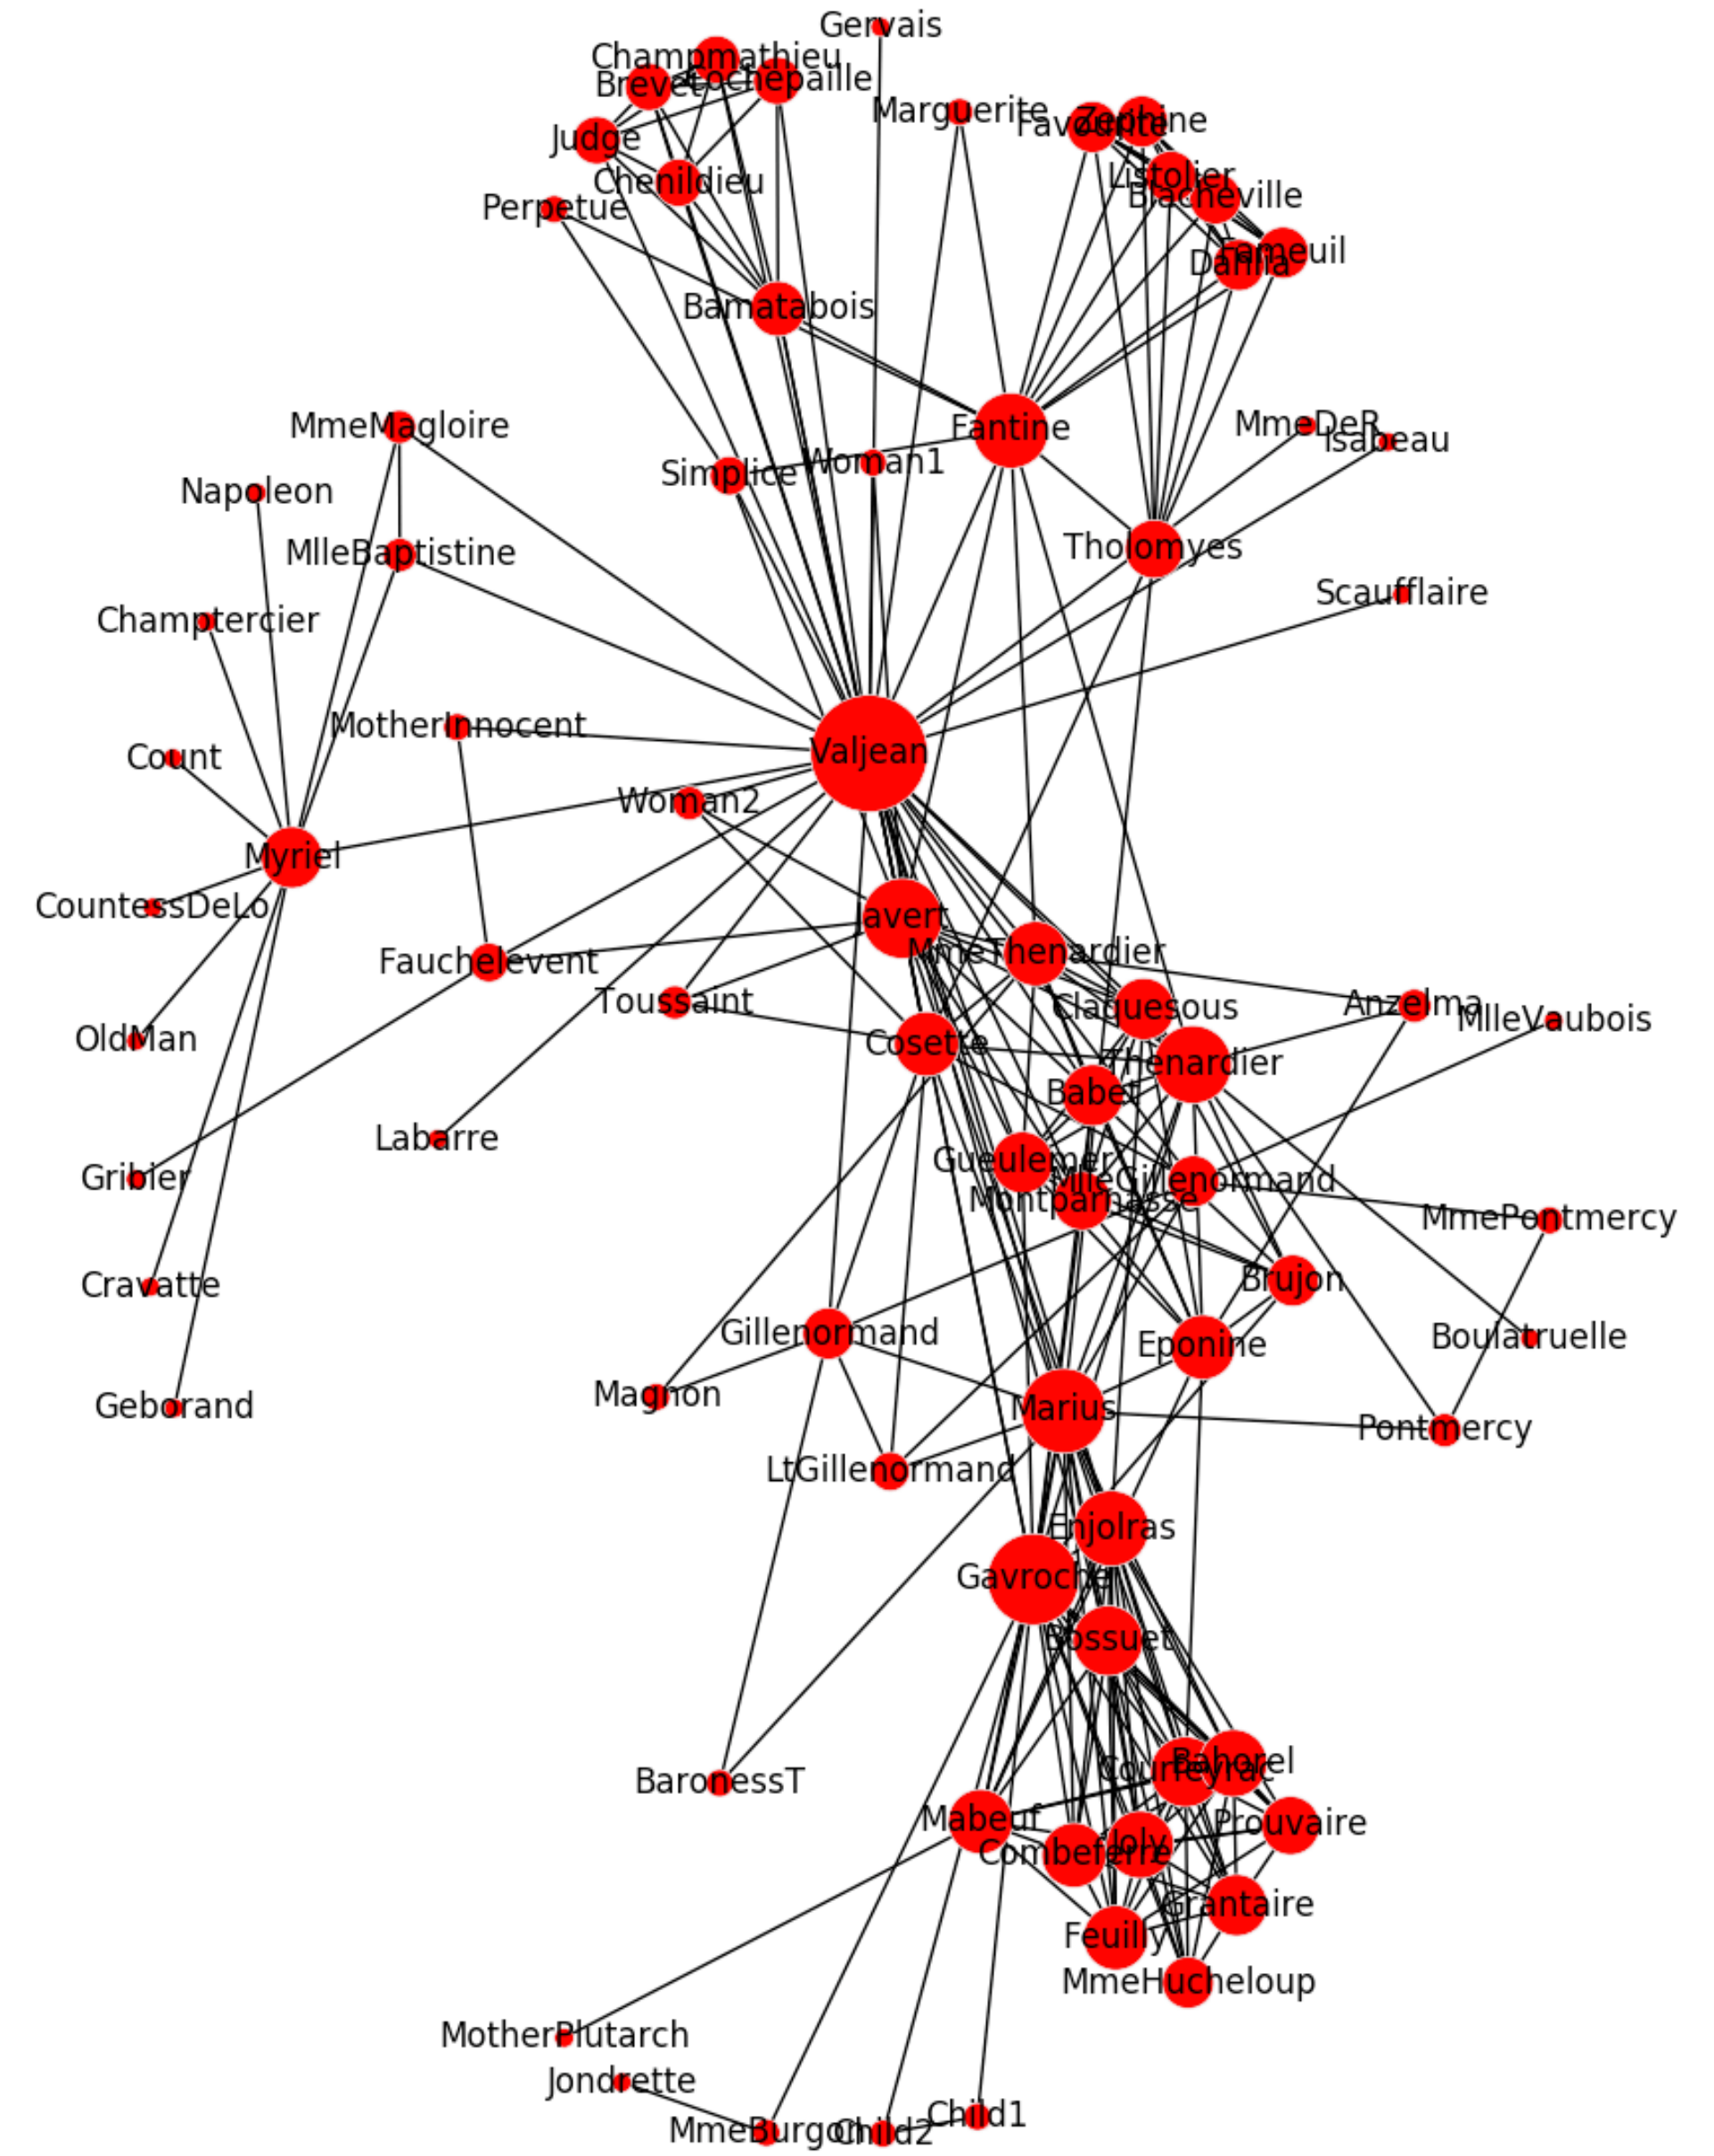 Gervais
Champmathieu
Brevet
Cochepaille
Marguerite
Favourite
Zephine
Judge
Chenildieu
Listolier
Blacheville
Perpetue
Dahlia
Fameuil
Bamatabois
MmeMagloire
Fantine
MmeDeR
Isabeau
Simplice
Woman1
Napoleon
MlleBaptistine
Tholomyes
Scaufflaire
Champtercier
MotherInnocent
Valjean
Count
Woman2
Myriel
CountessDeLo
Javert
MmeThenardier
Fauchelevent
Toussaint
Claquesous
Anzelma
MlleVaubois
OldMan
Cosette
Thenardier
Babet
Labarre
Gueulemer
Gribier
MlleGillenormand
Montparnasse
MmePontmercy
Cravatte
Brujon
Gillenormand
Eponine
Boulatruelle
Magnon
Geborand
Marius
Pontmercy
LtGillenormand
Enjolras
Gavroche
Bossuet
Bahorel
Courfeyrac
BaronessT
Mabeuf
Prouvaire
Joly
Combeferre
Grantaire
Feuilly
MmeHucheloup
MotherPlutarch
Jondrette
Child1
MmeBurgon
Child2